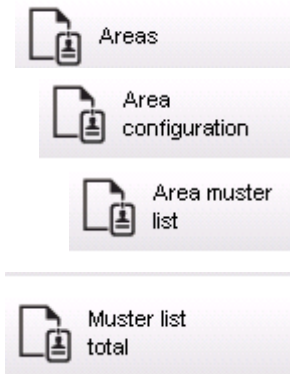 Areas
Area
configuration
Area muster
list
Muster list
total